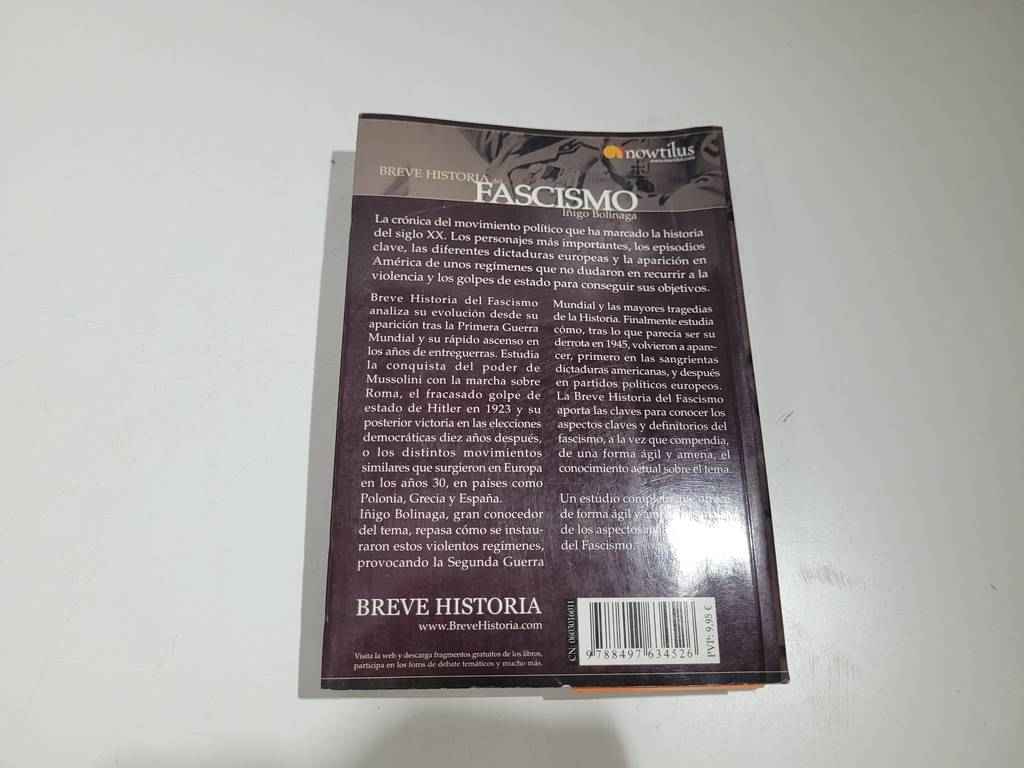 nowtilus
BREVE HISTORIA del
FASCISMO
Iñigo Bolinaga
La crónica del movimiento político que ha marcado la historia
del siglo XX. Los personajes más importantes, los episodios
clave, las diferentes dictaduras europeas y la aparición en
América de unos regímenes que no dudaron en recurrir a la
violencia y los golpes de estado para conseguir sus objetivos.
Breve Historia del Fascismo
analiza su evolución desde su
aparición tras la Primera Guerra
Mundial y su rápido ascenso en
los años de entreguerras. Estudia
la conquista del poder de
Mussolini con la marcha sobre
Roma, el fracasado golpe de
estado de Hitler en 1923 y su
posterior victoria en las elecciones
democráticas diez años después,
o los distintos movimientos
similares que surgieron en Europa
en los años 30, en países como
Polonia, Grecia y España.
Iñigo Bolinaga, gran conocedor
del tema, repasa cómo se instau-
raron estos violentos regímenes,
provocando la Segunda Guerra
Mundial y las mayores tragedias
de la Historia. Finalmente estudia
cómo, tras lo que parecía ser su
derrota en 1945, volvieron a apare-
cer, primero en las sangrientas
dictaduras americanas, y después
en partidos políticos europeos.
La Breve Historia del Fascismo
aporta las claves para conocer los
aspectos claves y definitorios del
fascismo, a la vez que compendia,
de una forma ágil y amena, el
conocimiento actual sobre el tema.
Un estudio completo que ofrece
de forma ágil y
de los aspectos
del Fascismo.
BREVE HISTORIA
www.BreveHistoria.com
Visita la web y descarga fragmentos gratuitos de los libros,
participa en los foros de debate temáticos y mucho más.
CN: 0603016011
9 788497 634526
PVP: 9,95 €